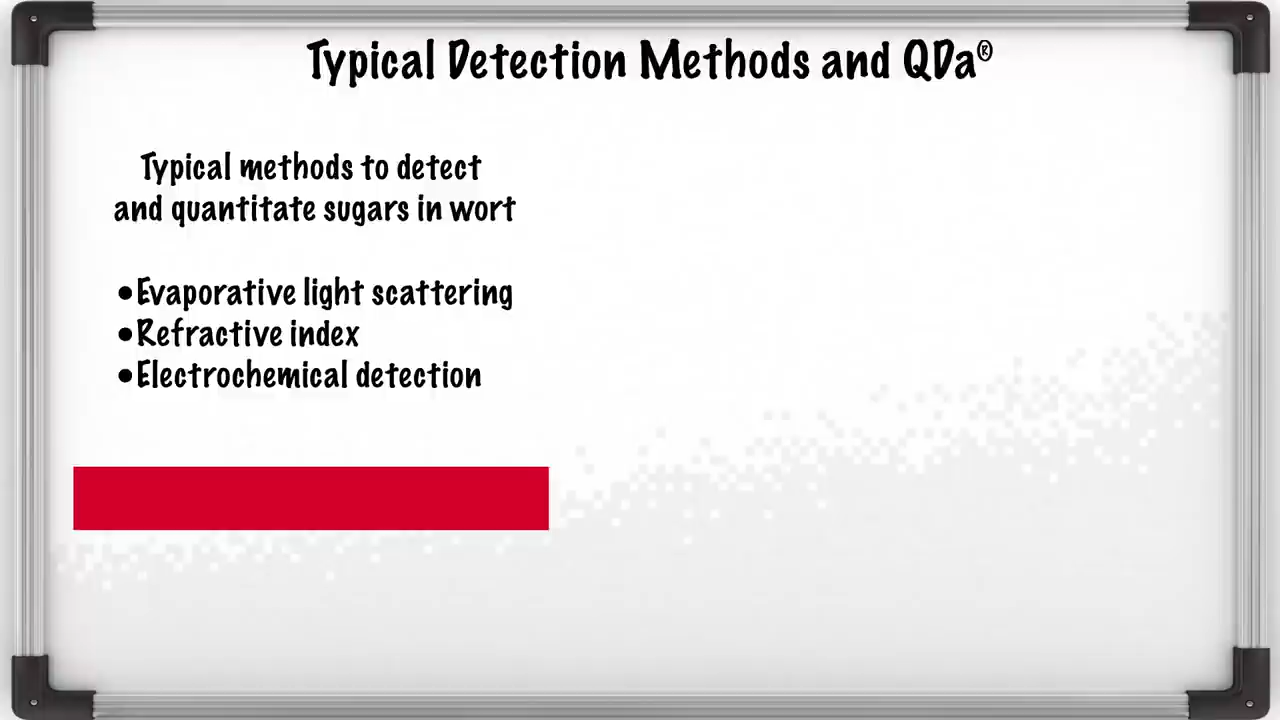 Typical Detection Methods and QDa®
Typical methods to detect
and quantitate sugars in wort
•Evaporative light scattering
•Refractive index
•Electrochemical detection